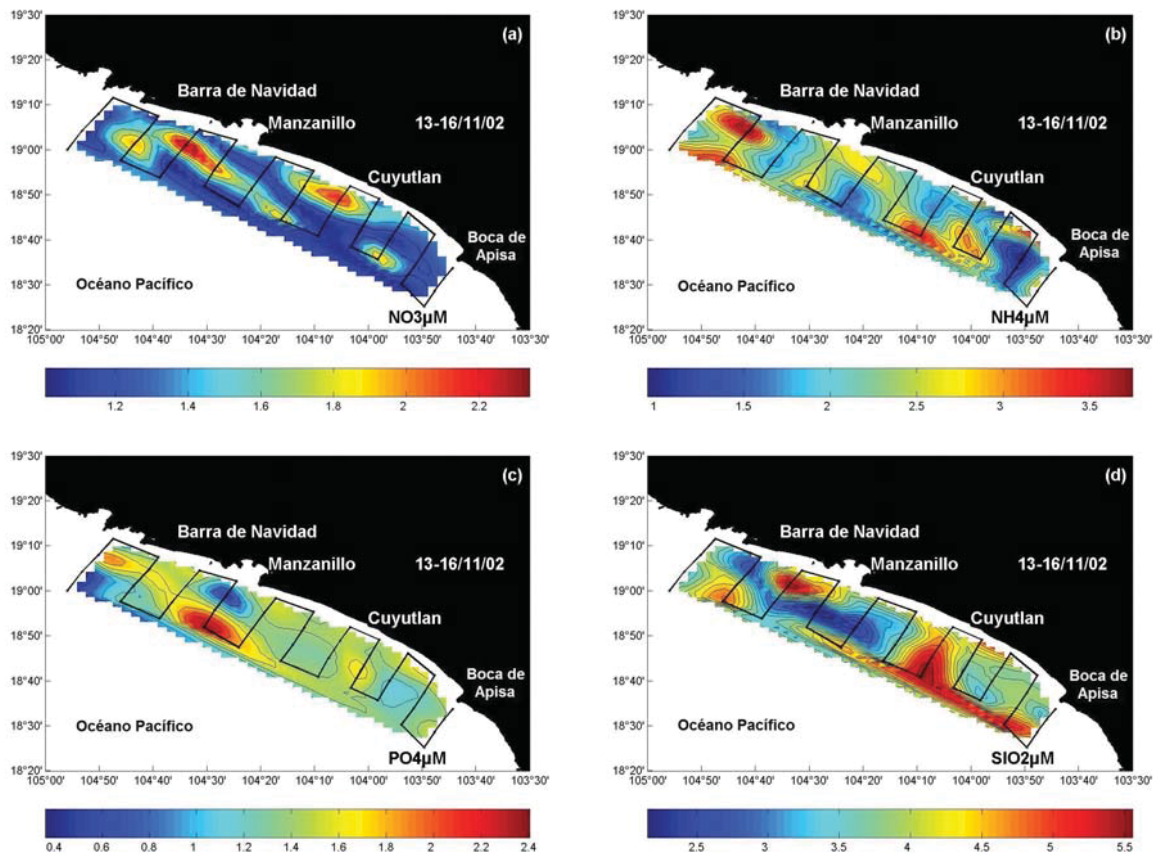 (a)
19°30'
19°20'
19°10'
19°00'
18°50'
18°40'
18°30'
18°20'
Barra de Navidad
Manzanillo
13-16/11/02
Cuyutlan
Boca de
Apisa
Océano Pacífico
NO3µM
105°00' 104°50' 104°40' 104°30' 104°20' 104°10' 104°00' 103°50' 103°40' 103°30'
1.2 1.4 1.6 1.8 2 2.2
(b)
19°30'
19°20'
19°10'
19°00'
18°50'
18°40'
18°30'
18°20'
Barra de Navidad
Manzanillo
13-16/11/02
Cuyutlan
Boca de
Apisa
Océano Pacífico
NH4µM
105°00' 104°50' 104°40' 104°30' 104°20' 104°10' 104°00' 103°50' 103°40' 103°30'
1 1.5 2 2.5 3 3.5
(c)
19°30'
19°20'
19°10'
19°00'
18°50'
18°40'
18°30'
18°20'
Barra de Navidad
Manzanillo
13-16/11/02
Cuyutlan
Boca de
Apisa
Océano Pacífico
PO4µM
105°00' 104°50' 104°40' 104°30' 104°20' 104°10' 104°00' 103°50' 103°40' 103°30'
0.4 0.6 0.8 1 1.2 1.4 1.6 1.8 2 2.2 2.4
(d)
19°30'
19°20'
19°10'
19°00'
18°50'
18°40'
18°30'
18°20'
Barra de Navidad
Manzanillo
13-16/11/02
Cuyutlan
Boca de
Apisa
Océano Pacífico
SIO2µM
105°00' 104°50' 104°40' 104°30' 104°20' 104°10' 104°00' 103°50' 103°40' 103°30'
2.5 3 3.5 4 4.5 5 5.5